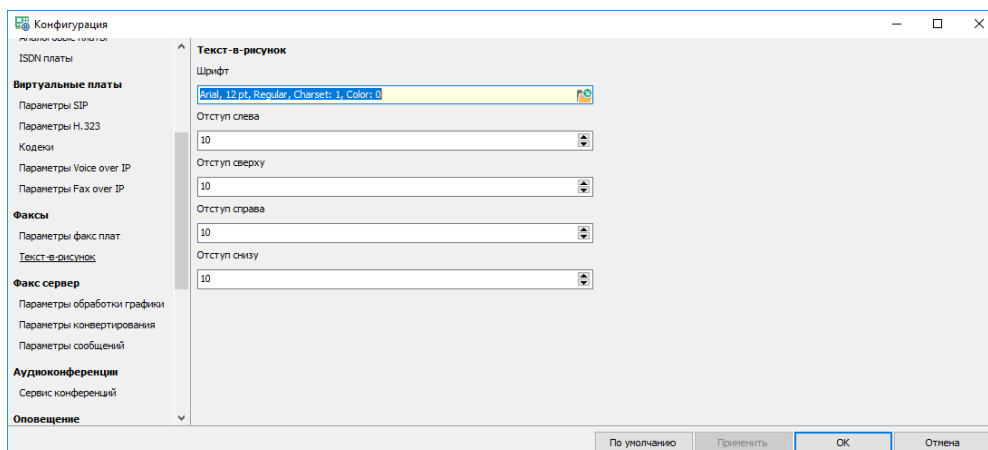 Конфигурация
Аналоговые платы
ISDN платы
Виртуальные платы
Параметры SIP
Параметры H.323
Кодеки
Параметры Voice over IP
Параметры Fax over IP
Факсы
Параметры факс плат
Текст-в-рисунок
Факс сервер
Параметры обработки графики
Параметры конвертирования
Параметры сообщений
Аудиоконференции
Сервис конференций
Оповещение
Текст-в-рисунок
Шрифт
Arial, 12 pt, Regular, Charset: 1, Color: 0
Отступ слева
10
Отступ сверху
10
Отступ справа
10
Отступ снизу
10
По умолчанию Применить OK Отмена